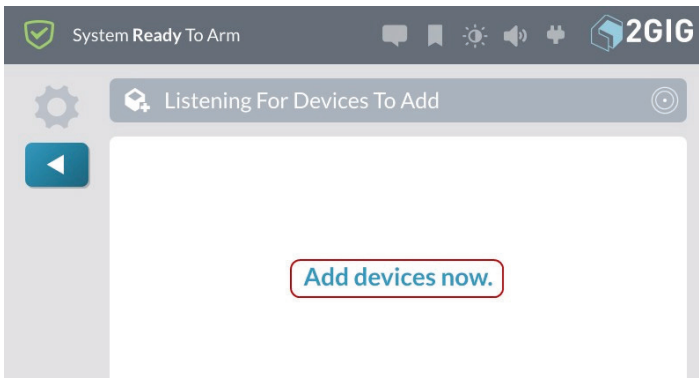 System Ready To Arm
2GIG
Listening For Devices To Add
Add devices now.